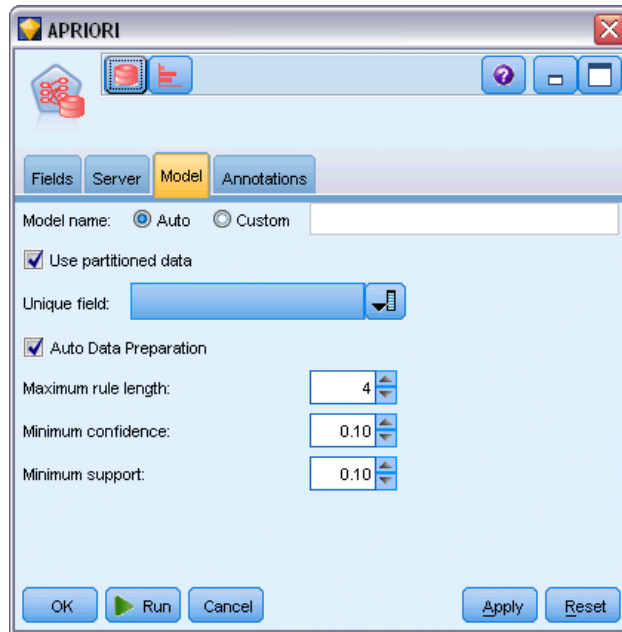 APRIORI
?
Fields Server Model Annotations
Model name: Auto Custom
Use partitioned data
Unique field:
Auto Data Preparation
Maximum rule length: 4
Minimum confidence: 0.10
Minimum support: 0.10
OK Run Cancel Apply Reset